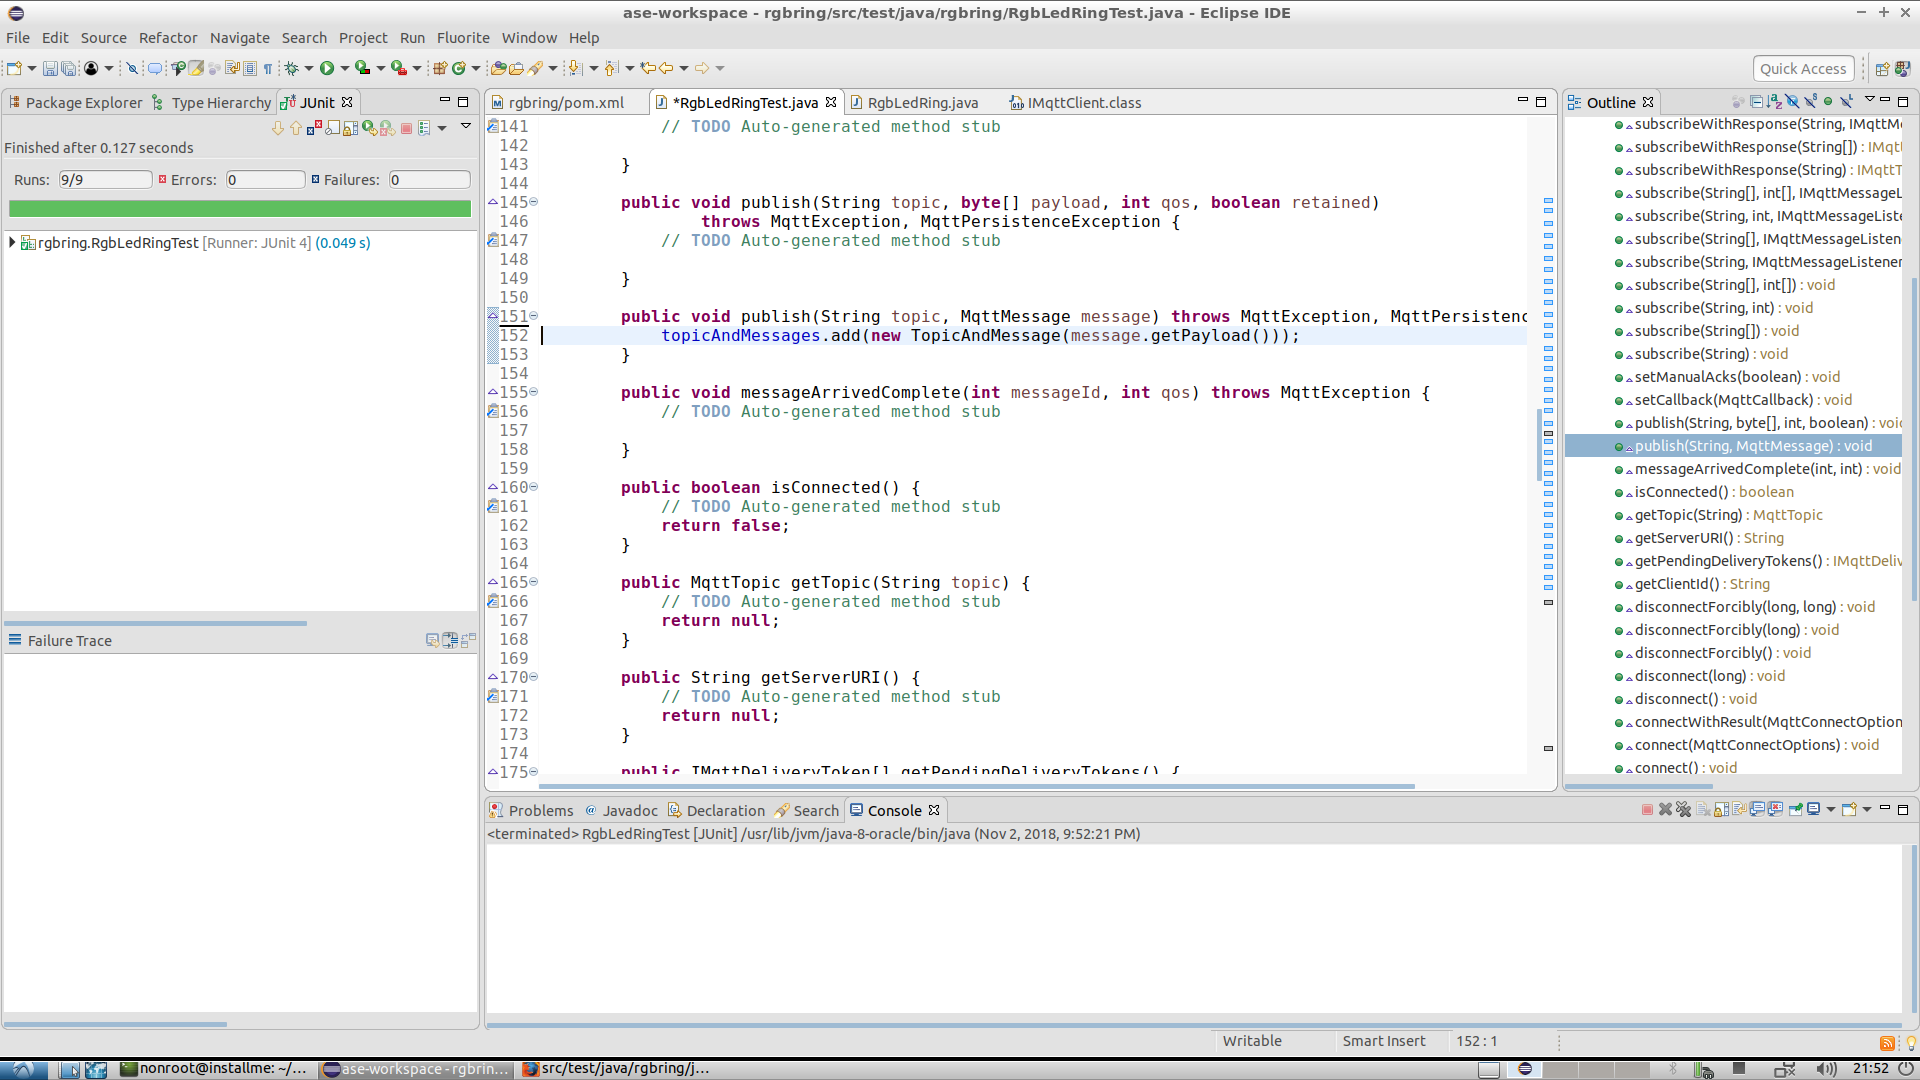 ase-workspace - rgbring/src/test/java/rgbring/RgbLedRingTest.java - Eclipse IDE
File Edit Source Refactor Navigate Search Project Run Fluorite Window Help
Quick Access
Package Explorer Type Hierarchy JUnit
Finished after 0.127 seconds
Runs: 9/9 Errors: 0 Failures: 0
rgbring.RgbLedRingTest [Runner: JUnit 4] (0.049 s)
Failure Trace
rgbring/pom.xml *RgbLedRingTest.java RgbLedRing.java IMqttClient.class
141 // TODO Auto-generated method stub
142
143 }
144
145 public void publish(String topic, byte[] payload, int qos, boolean retained)
146 throws MqttException, MqttPersistenceException {
147 // TODO Auto-generated method stub
148
149 }
150
151 public void publish(String topic, MqttMessage message) throws MqttException, MqttPersistenc
152 topicAndMessages.add(new TopicAndMessage(message.getPayload()));
153 }
154
155 public void messageArrivedComplete(int messageId, int qos) throws MqttException {
156 // TODO Auto-generated method stub
157
158 }
159
160 public boolean isConnected() {
161 // TODO Auto-generated method stub
162 return false;
163 }
164
165 public MqttTopic getTopic(String topic) {
166 // TODO Auto-generated method stub
167 return null;
168 }
169
170 public String getServerURI() {
171 // TODO Auto-generated method stub
172 return null;
173 }
174
175 public IMqttDeliveryToken[] getPendingDeliveryTokens() {
Outline
subscribeWithResponse(String, IMqttM
subscribeWithResponse(String[]) : IMqtt
subscribeWithResponse(String) : IMqttT
subscribe(String[], int[], IMqttMessageL
subscribe(String, int, IMqttMessageListe
subscribe(String[], IMqttMessageListen
subscribe(String, IMqttMessageListener
subscribe(String[], int[]) : void
subscribe(String, int) : void
subscribe(String[]) : void
subscribe(String) : void
setManualAcks(boolean) : void
setCallback(MqttCallback) : void
publish(String, byte[], int, boolean) : void
publish(String, MqttMessage) : void
messageArrivedComplete(int, int) : void
isConnected() : boolean
getTopic(String) : MqttTopic
getServerURI() : String
getPendingDeliveryTokens() : IMqttDeliv
getClientId() : String
disconnectForcibly(long, long) : void
disconnectForcibly(long) : void
disconnectForcibly() : void
disconnect(long) : void
disconnect() : void
connectWithResult(MqttConnectOption
connect(MqttConnectOptions) : void
connect() : void
Problems Javadoc Declaration Search Console
<terminated> RgbLedRingTest [JUnit] /usr/lib/jvm/java-8-oracle/bin/java (Nov 2, 2018, 9:52:21 PM)
Writable Smart Insert 152 : 1
nonroot@installme: ~/... ase-workspace - rgbrin... src/test/java/rgbring/j... 21:52